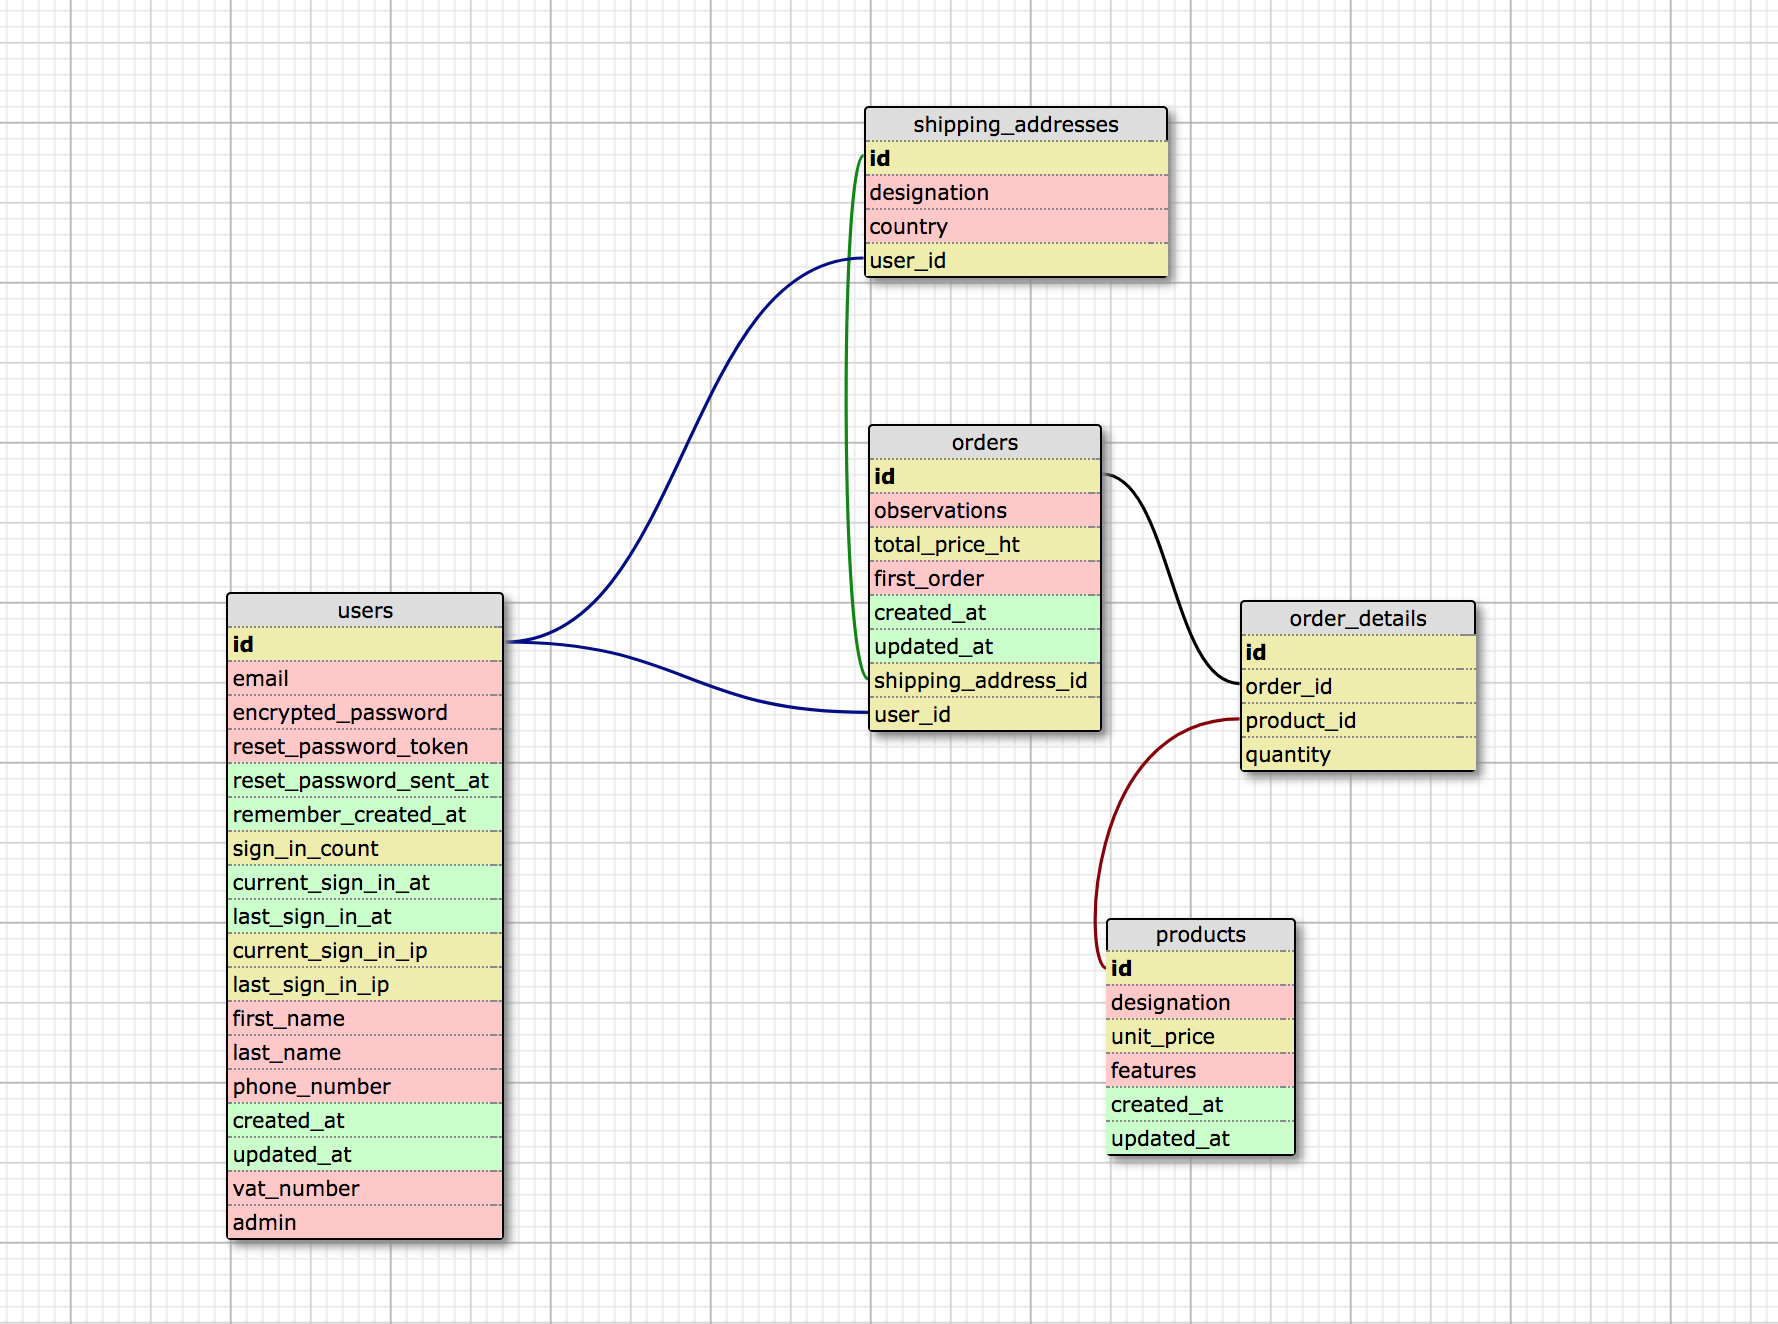 shipping_addresses
id
designation
country
user_id
orders
id
observations
total_price_ht
first_order
created_at
updated_at
shipping_address_id
user_id
users
id
email
encrypted_password
reset_password_token
reset_password_sent_at
remember_created_at
sign_in_count
current_sign_in_at
last_sign_in_at
current_sign_in_ip
last_sign_in_ip
first_name
last_name
phone_number
created_at
updated_at
vat_number
admin
order_details
id
order_id
product_id
quantity
products
id
designation
unit_price
features
created_at
updated_at